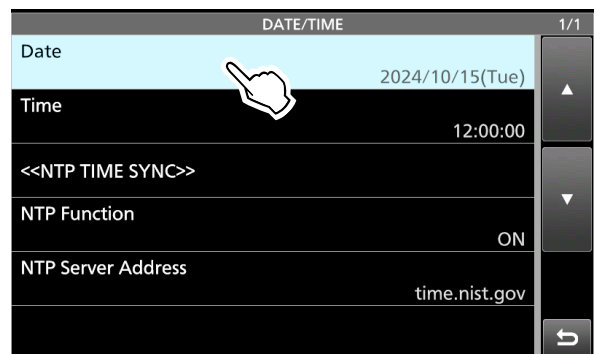 DATE/TIME 1/1
Date
2024/10/15(Tue)
Time
12:00:00
<<NTP TIME SYNC>>
NTP Function
ON
NTP Server Address
time.nist.gov